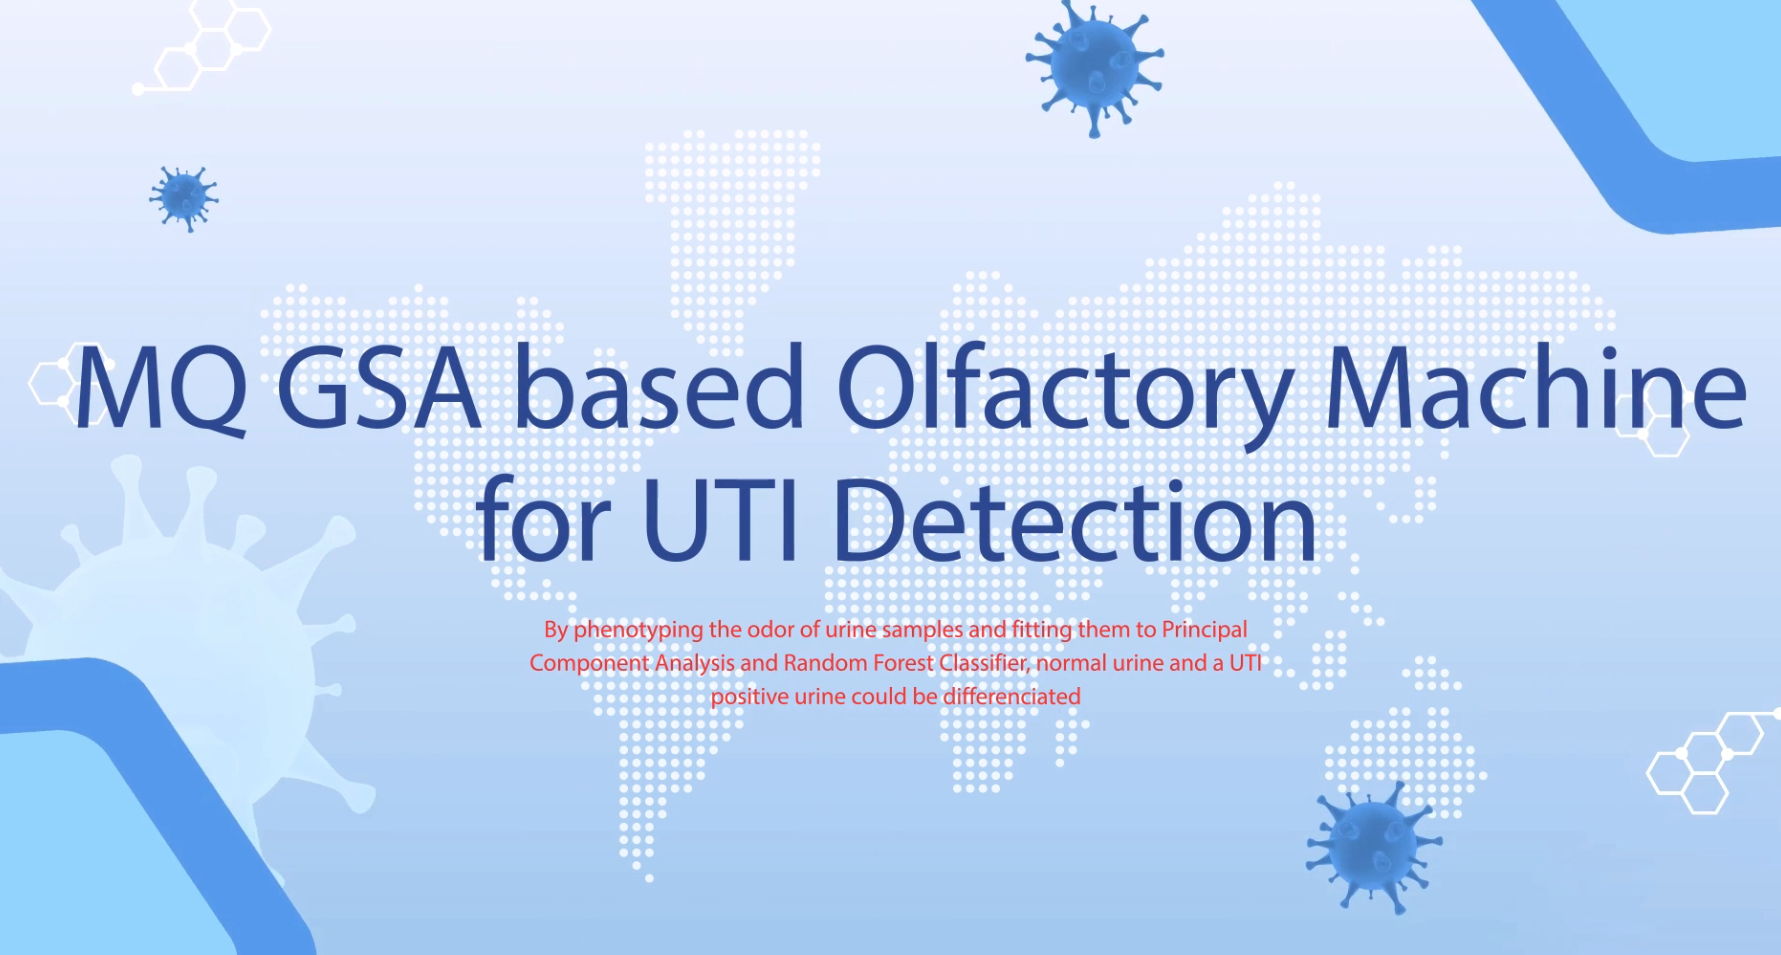 MQ GSA based Olfactory Machine
for UTI Detection
By phenotyping the odor of urine samples and fitting them to Principal
Component Analysis and Random Forest Classifier, normal urine and a UTI
positive urine could be differenciated